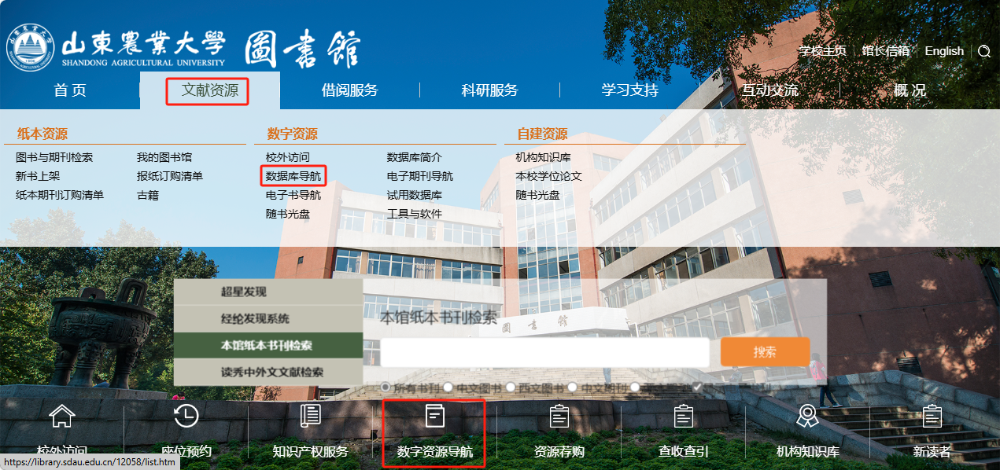 山東農業大學 圖書館
SHANDONG AGRICULTURAL UNIVERSITY
学校主页 馆长信箱 English
首 页 文献资源 借阅服务 科研服务 学习支持 互动交流 概 况
纸本资源 数字资源 自建资源
图书与期刊检索 我的图书馆 校外访问 数据库简介 机构知识库
新书上架 报纸订购清单 数据库导航 电子期刊导航 本校学位论文
纸本期刊订购清单 古籍 电子书导航 试用数据库 随书光盘
随书光盘 工具与软件
超星发现
经纶发现系统
本馆纸本书刊检索
读秀中外文文献检索
本馆纸本书刊检索
圖 書 館
搜索
所有书刊 中文图书 西文图书 中文期刊
校外访问 座位预约 知识产权服务 数字资源导航 资源荐购 查收查引 机构知识库 新读者
https://library.sdau.edu.cn/12058/list.htm